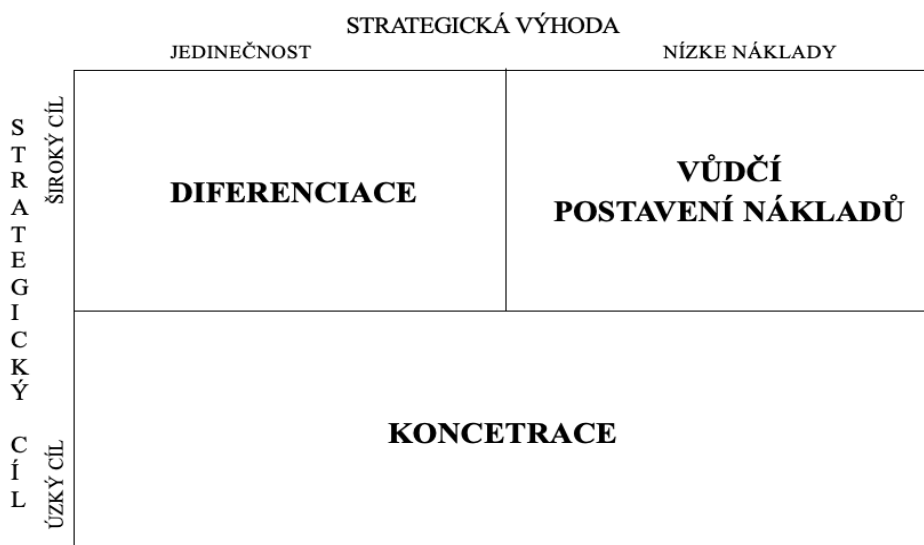 STRATEGICKÁ VÝHODA
JEDINEČNOST
NÍZKE NÁKLADY
STRATEGICKÝ CÍL
ŠIROKÝ CÍL
DIFERENCIACE
VŮDČÍ
POSTAVENÍ NÁKLADŮ
ÚZKÝ CÍL
KONCETRACE